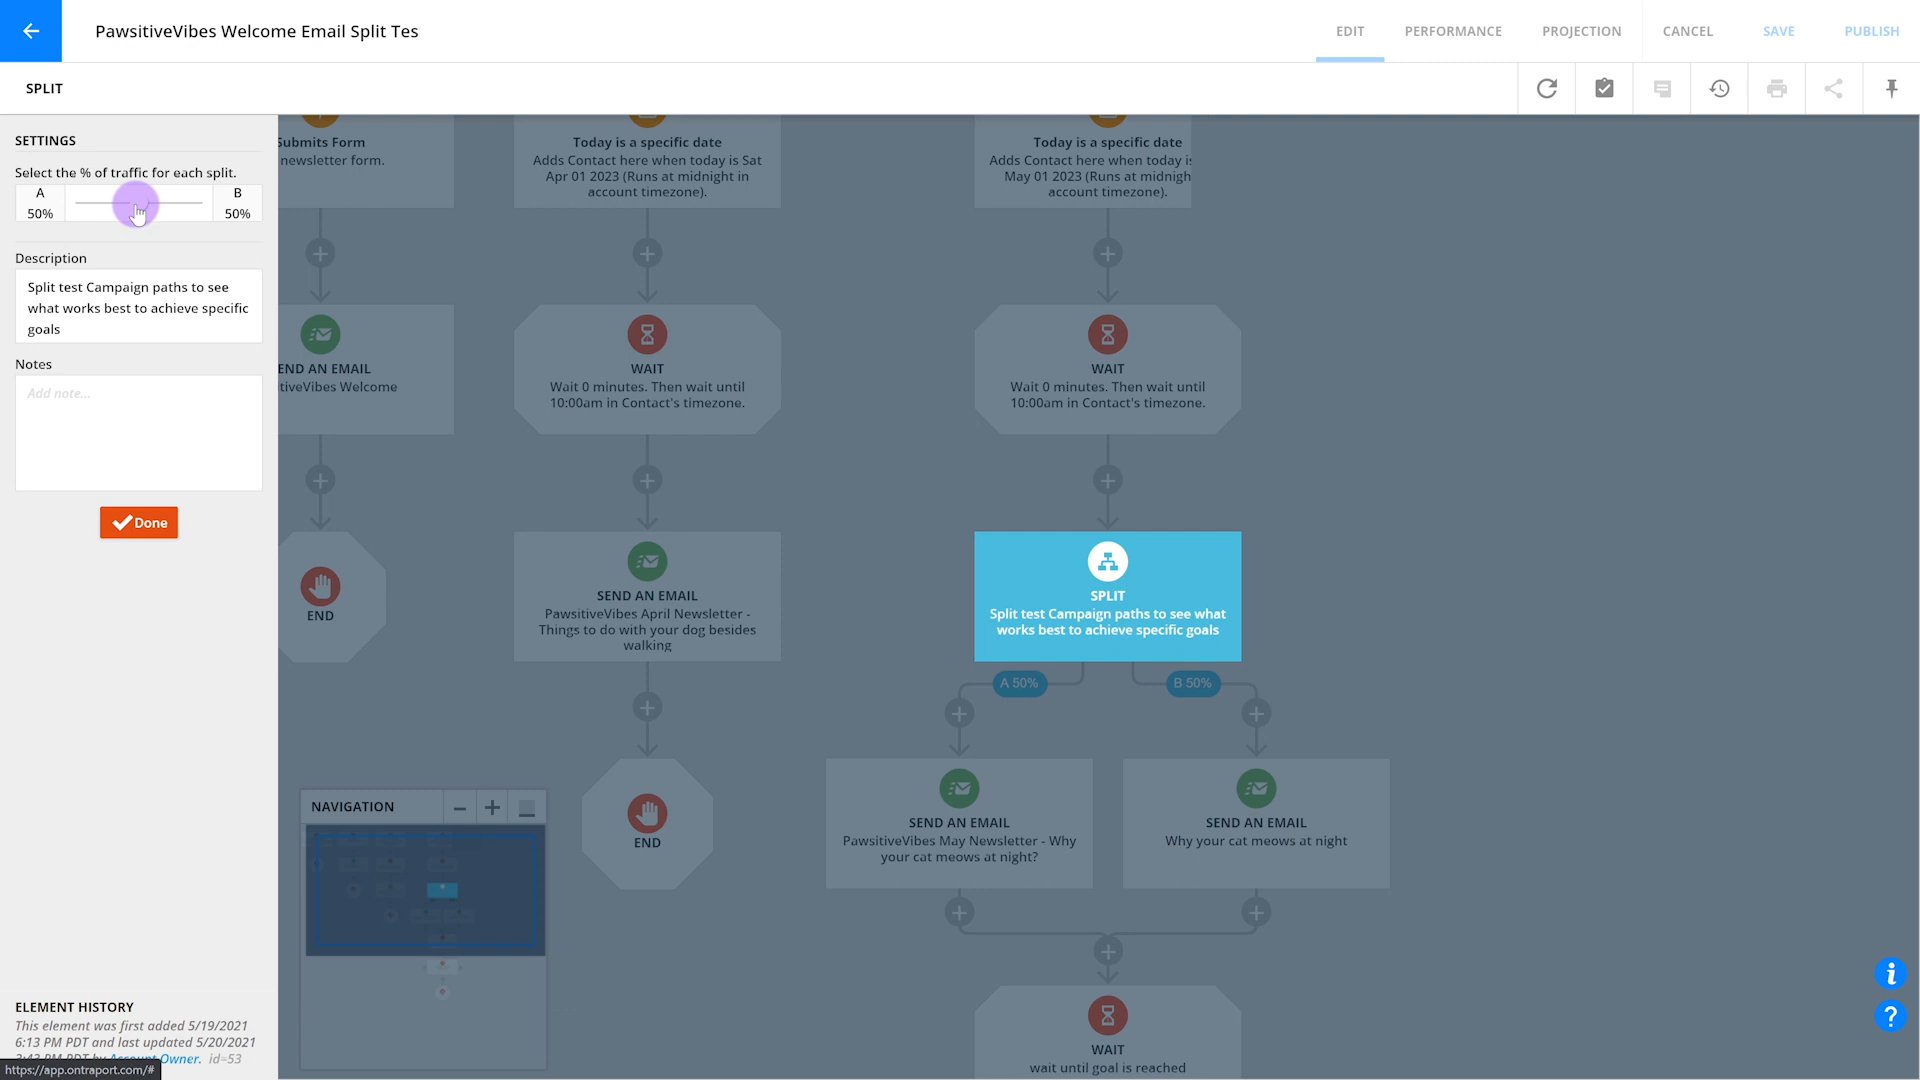 PawsitiveVibes Welcome Email Split Tes
EDIT
PERFORMANCE
PROJECTION
CANCEL
SAVE
PUBLISH
SPLIT
SETTINGS
Select the % of traffic for each split.
A
50%
B
50%
Description
Split test Campaign paths to see
what works best to achieve specific
goals
Notes
Add note...
Done
ELEMENT HISTORY
This element was first added 5/19/2021
6:13 PM PDT and last updated 5/20/2021
3:43 PM PDT by Account Owner. id=53
https://app.ontraport.com/#
Submits Form
newsletter form.
END AN EMAIL
tiveVibes Welcome
END
Today is a specific date
Adds Contact here when today is Sat
Apr 01 2023 (Runs at midnight in
account timezone).
WAIT
Wait 0 minutes. Then wait until
10:00am in Contact's timezone.
SEND AN EMAIL
PawsitiveVibes April Newsletter -
Things to do with your dog besides
walking
END
Today is a specific date
Adds Contact here when today is
May 01 2023 (Runs at midnigh
account timezone).
WAIT
Wait 0 minutes. Then wait until
10:00am in Contact's timezone.
SPLIT
Split test Campaign paths to see what
works best to achieve specific goals
A 50%
B 50%
SEND AN EMAIL
PawsitiveVibes May Newsletter - Why
your cat meows at night?
SEND AN EMAIL
Why your cat meows at night
WAIT
wait until goal is reached
NAVIGATION